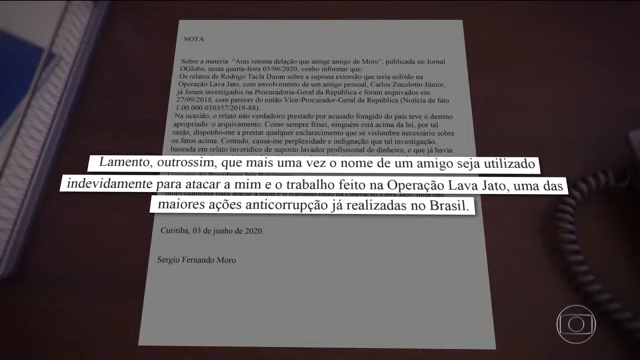 NOTA
Sobre a matéria "Aras retoma delação que atinge amigo de Moro", publicada no Jornal
OGlobo, nesta quarta-feira 03/06/2020, venho informar que:
Os relatos de Rodrigo Tacla Duran sobre a suposta extorsão que teria sofrido na
Operação Lava Jato, com envolvimento de um amigo pessoal, Carlos Zucolotto Júnior,
já foram investigados na Procuradoria-Geral da República e foram arquivados em
27/09/2018, com parecer do então Vice-Procurador-Geral da República (Notícia de fato
1.00.000.010357/2018-88).
Na ocasião, o relato não verdadeiro prestado por acusado foragido do país teve o destino
apropriado: o arquivamento. Como sempre frisei, ninguém está acima da lei, por tal
razão, disponho-me a prestar qualquer esclarecimento que se vislumbre necessário sobre
os fatos acima. Contudo, causa-me perplexidade e indignação que tal investigação,
baseada em relato inverídico de suposto lavador profissional de dinheiro, e que já havia
Lamento, outrossim, que mais uma vez o nome de um amigo seja utilizado
indevidamente para atacar a mim e o trabalho feito na Operação Lava Jato, uma das
maiores ações anticorrupção já realizadas no Brasil.
Curitiba, 03 de junho de 2020.
Sergio Fernando Moro